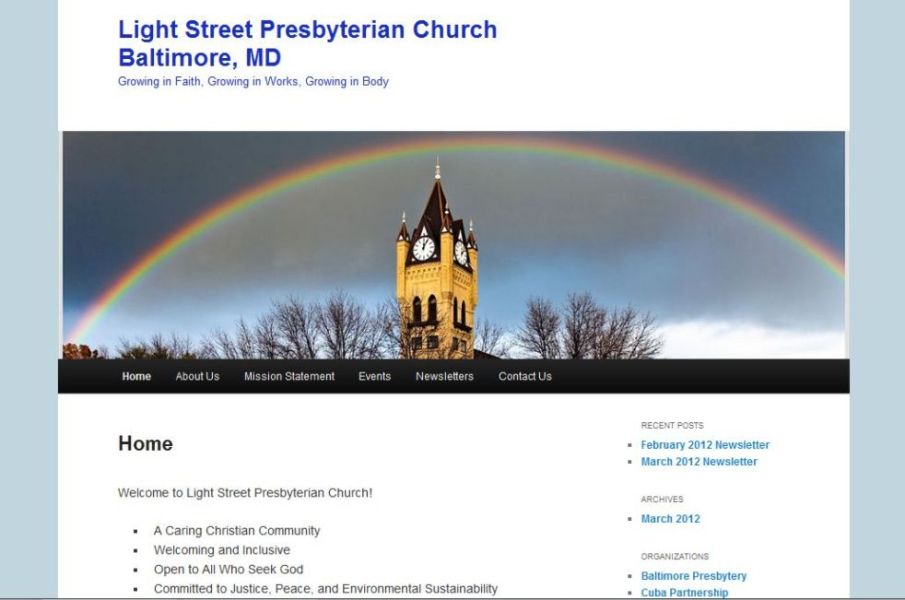 Light Street Presbyterian Church
Baltimore, MD
Growing in Faith, Growing in Works, Growing in Body
Home About Us Mission Statement Events Newsletters Contact Us
Home
Welcome to Light Street Presbyterian Church!
A Caring Christian Community
Welcoming and Inclusive
Open to All Who Seek God
Committed to Justice, Peace, and Environmental Sustainability
RECENT POSTS
February 2012 Newsletter
March 2012 Newsletter
ARCHIVES
March 2012
ORGANIZATIONS
Baltimore Presbytery
Cuba Partnership